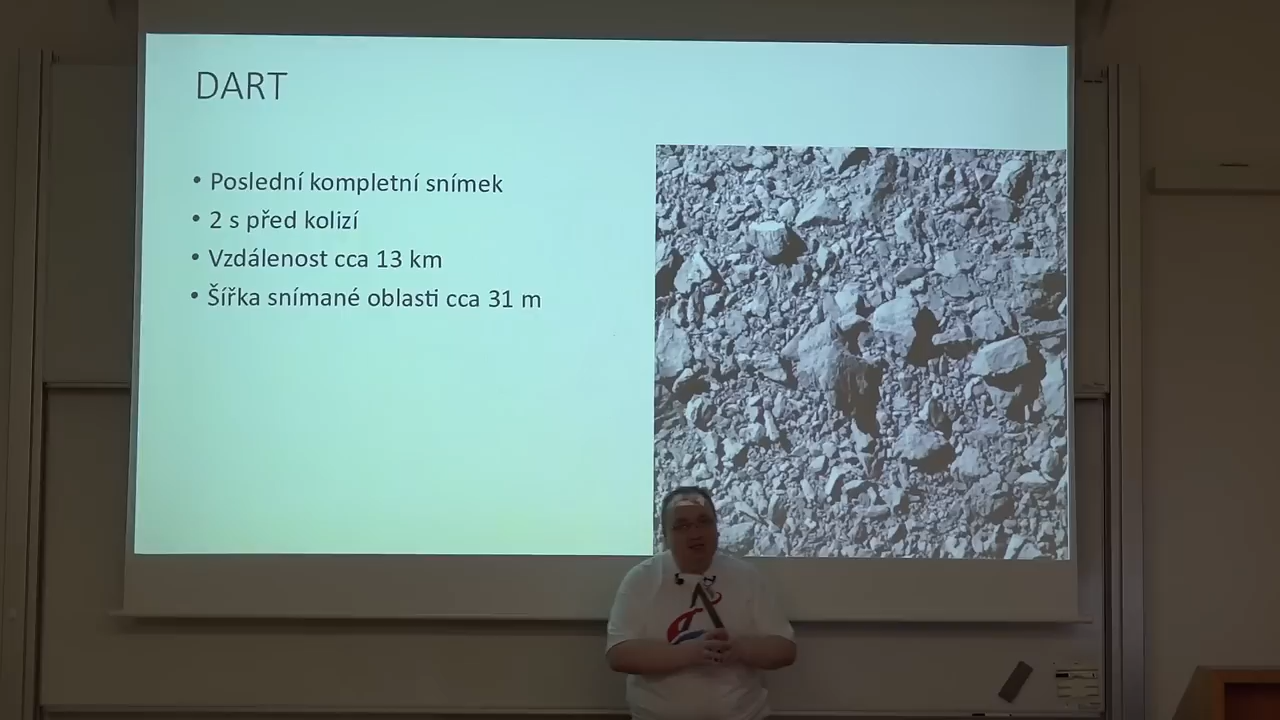 DART
• Poslední kompletní snímek
• 2 s před kolizí
• Vzdálenost cca 13 km
• Šířka snímané oblasti cca 31 m